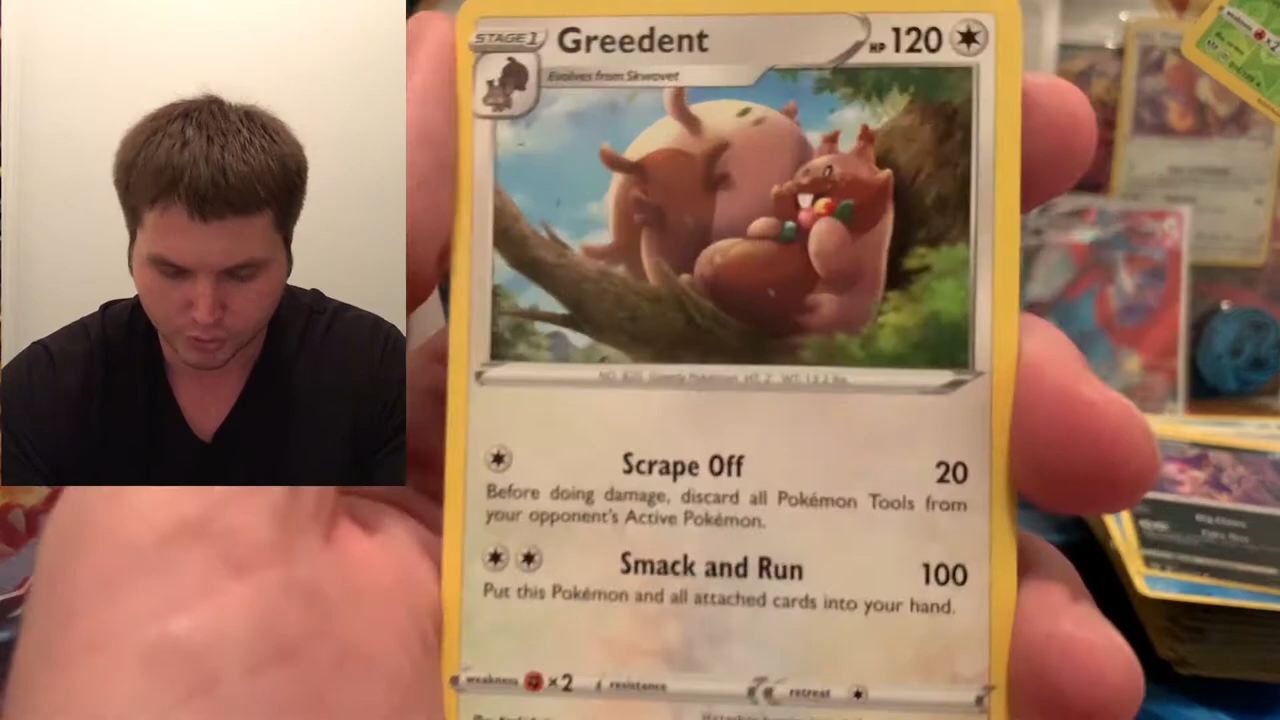 STAGE 1 Greedent HP 120
Evolves from Skwovet
Scrape Off 20
Before doing damage, discard all Pokémon Tools from
your opponent's Active Pokémon.
Smack and Run 100
Put this Pokémon and all attached cards into your hand.
weakness ×2 resistance retreat